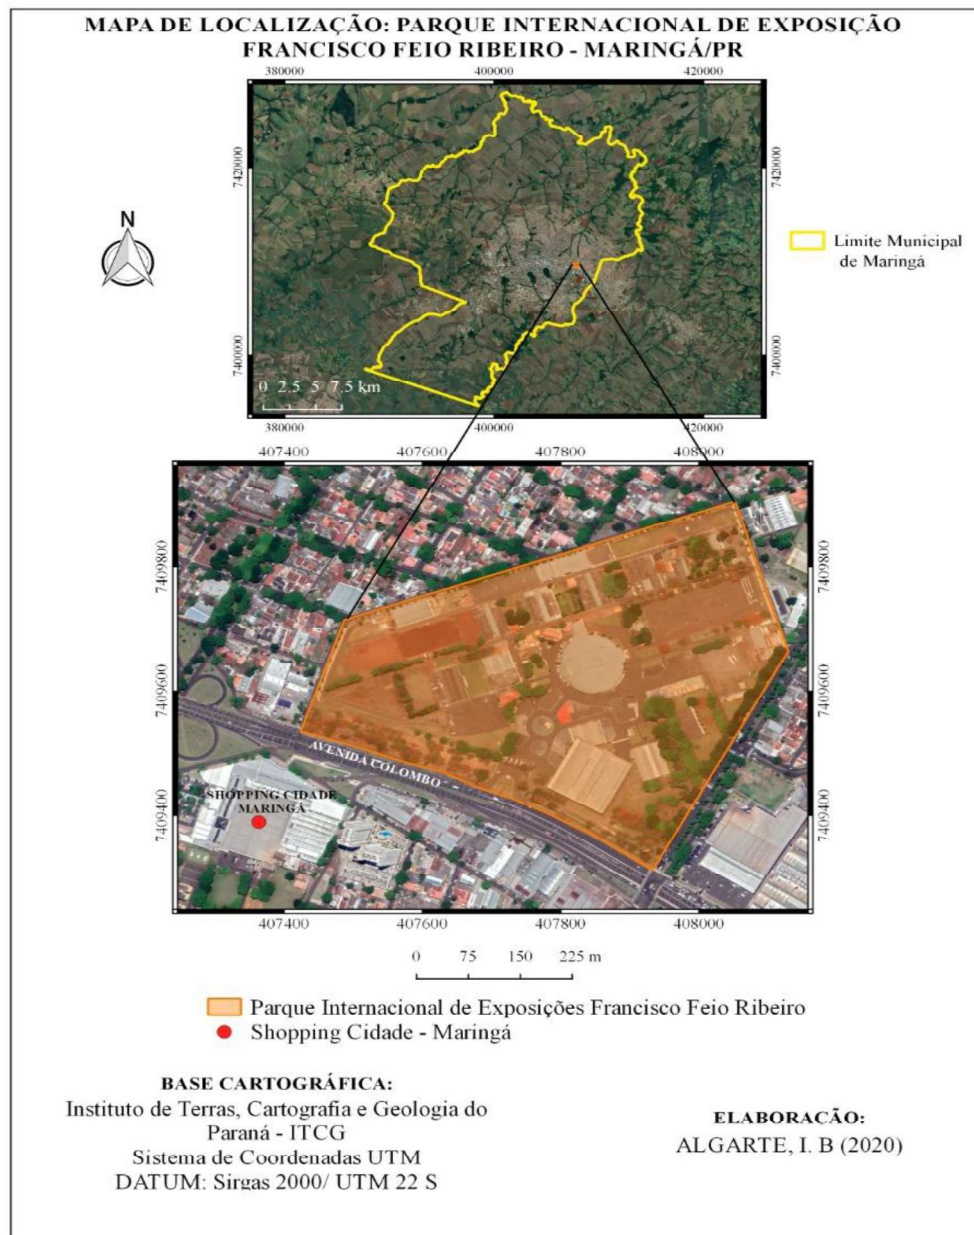 MAPA DE LOCALIZAÇÃO: PARQUE INTERNACIONAL DE EXPOSIÇÃO
FRANCISCO FEIO RIBEIRO - MARINGÁ/PR
380000 400000 420000
7420000 7420000
N
Limite Municipal
de Maringá
7400000 7400000
0 2.5 5 7.5 km
380000 400000 420000
407400 407600 407800 408000
7409800 7409800
7409600 7409600
AVENIDA COLOMBO
SHOPPING CIDADE
MARINGÁ
7409400 7409400
407400 407600 407800 408000
0 75 150 225 m
Parque Internacional de Exposições Francisco Feio Ribeiro
Shopping Cidade - Maringá
BASE CARTOGRÁFICA:
Instituto de Terras, Cartografia e Geologia do
Paraná - ITCG
Sistema de Coordenadas UTM
DATUM: Sirgas 2000/ UTM 22 S
ELABORAÇÃO:
ALGARTE, I. B (2020)